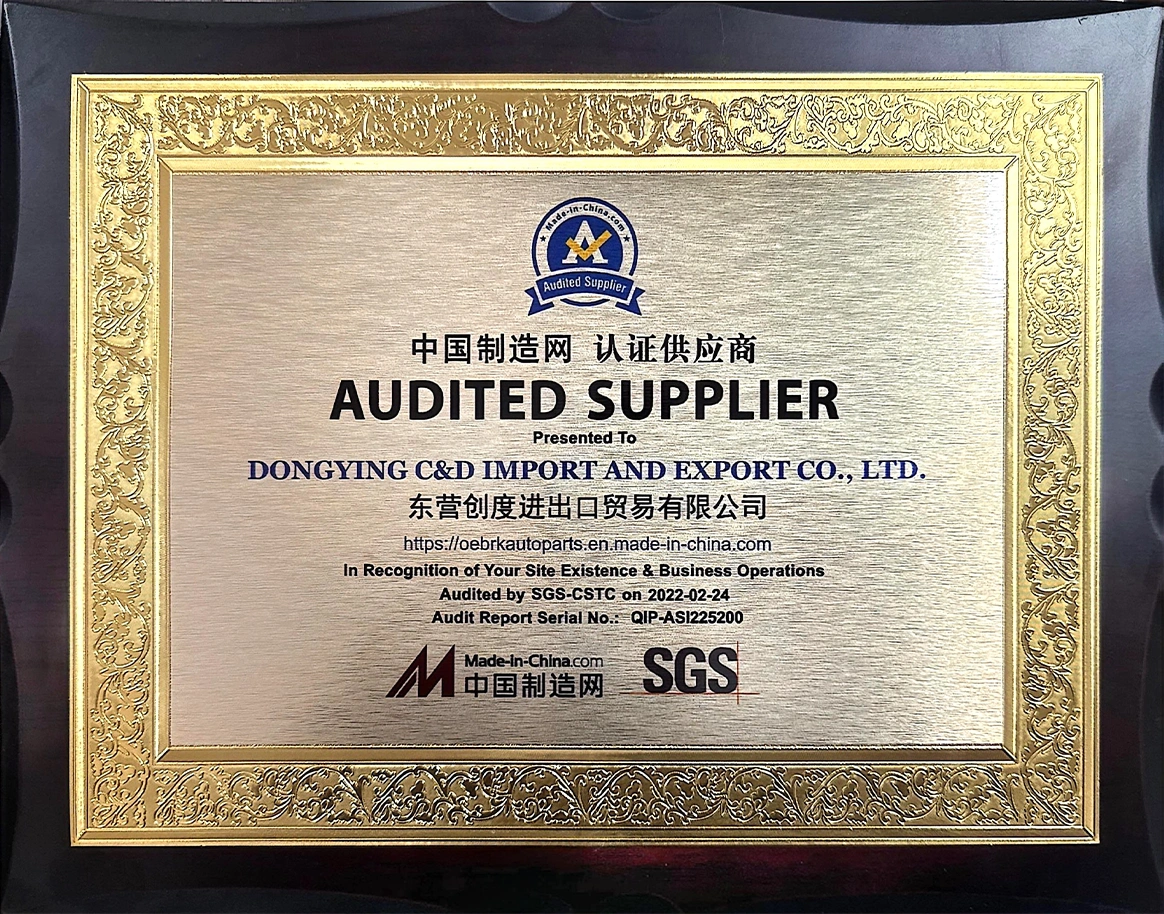 Made-in-China.com
A
Audited Supplier
中国制造网 认证供应商
AUDITED SUPPLIER
Presented To
DONGYING C&D IMPORT AND EXPORT CO., LTD.
东营创度进出口贸易有限公司
https://oebrkautoparts.en.made-in-china.com
In Recognition of Your Site Existence & Business Operations
Audited by SGS-CSTC on 2022-02-24
Audit Report Serial No.: QIP-ASI225200
Made-in-China.com
中国制造网
SGS